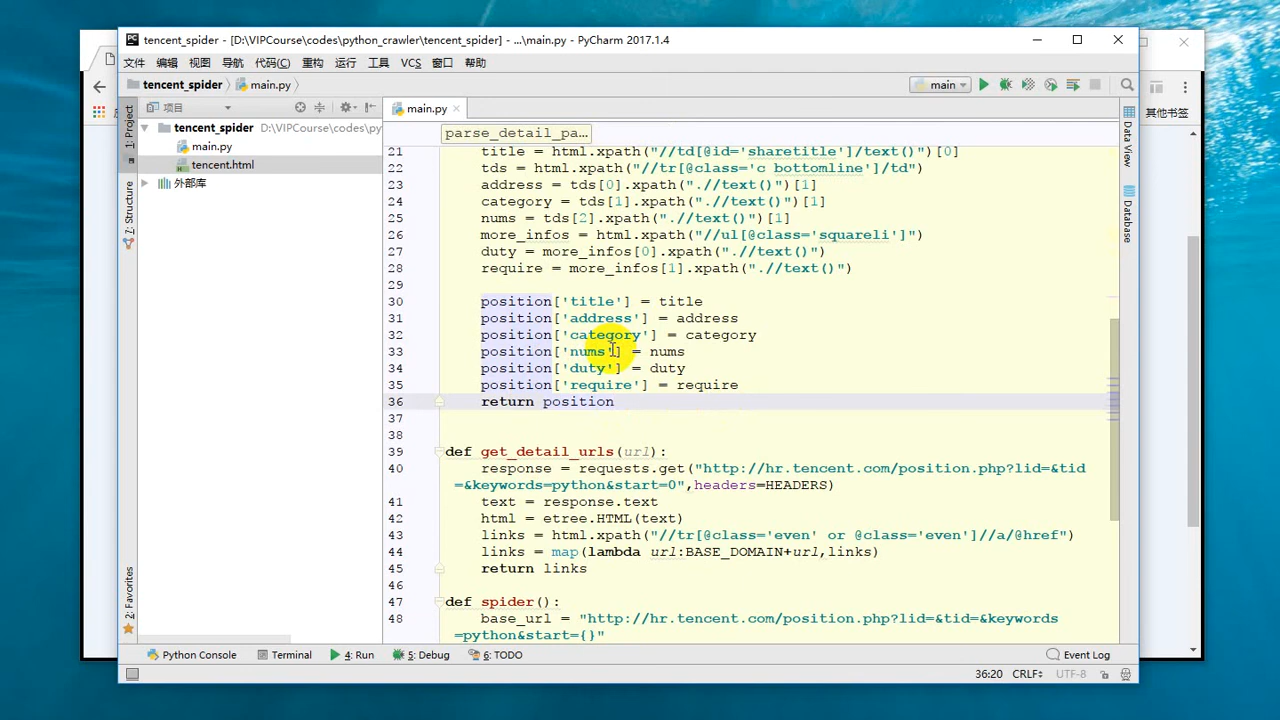 tencent_spider - [D:\VIPCourse\codes\python_crawler\tencent_spider] - ...\main.py - PyCharm 2017.1.4
文件 编辑 视图 导航 代码(C) 重构 运行 工具 VCS 窗口 帮助
tencent_spider main.py main
其他书签
1: Project
7: Structure
2: Favorites
项目
tencent_spider D:\VIPCourse\codes\py
main.py
tencent.html
外部库
main.py
parse_detail_pa...
21 title = html.xpath("//td[@id='sharetitle']/text()")[0]
22 tds = html.xpath("//tr[@class='c bottomline']/td")
23 address = tds[0].xpath(".//text()")[1]
24 category = tds[1].xpath(".//text()")[1]
25 nums = tds[2].xpath(".//text()")[1]
26 more_infos = html.xpath("//ul[@class='squareli']")
27 duty = more_infos[0].xpath(".//text()")
28 require = more_infos[1].xpath(".//text()")
29
30 position['title'] = title
31 position['address'] = address
32 position['category'] = category
33 position['nums'] = nums
34 position['duty'] = duty
35 position['require'] = require
36 return position
37
38
39 def get_detail_urls(url):
40 response = requests.get("http://hr.tencent.com/position.php?lid=&tid
=&keywords=python&start=0",headers=HEADERS)
41 text = response.text
42 html = etree.HTML(text)
43 links = html.xpath("//tr[@class='even' or @class='even']//a/@href")
44 links = map(lambda url:BASE_DOMAIN+url,links)
45 return links
46
47 def spider():
48 base_url = "http://hr.tencent.com/position.php?lid=&tid=&keywords
=python&start={}"
Data View
Database
Python Console Terminal 4: Run 5: Debug 6: TODO Event Log
36:20 CRLF UTF-8